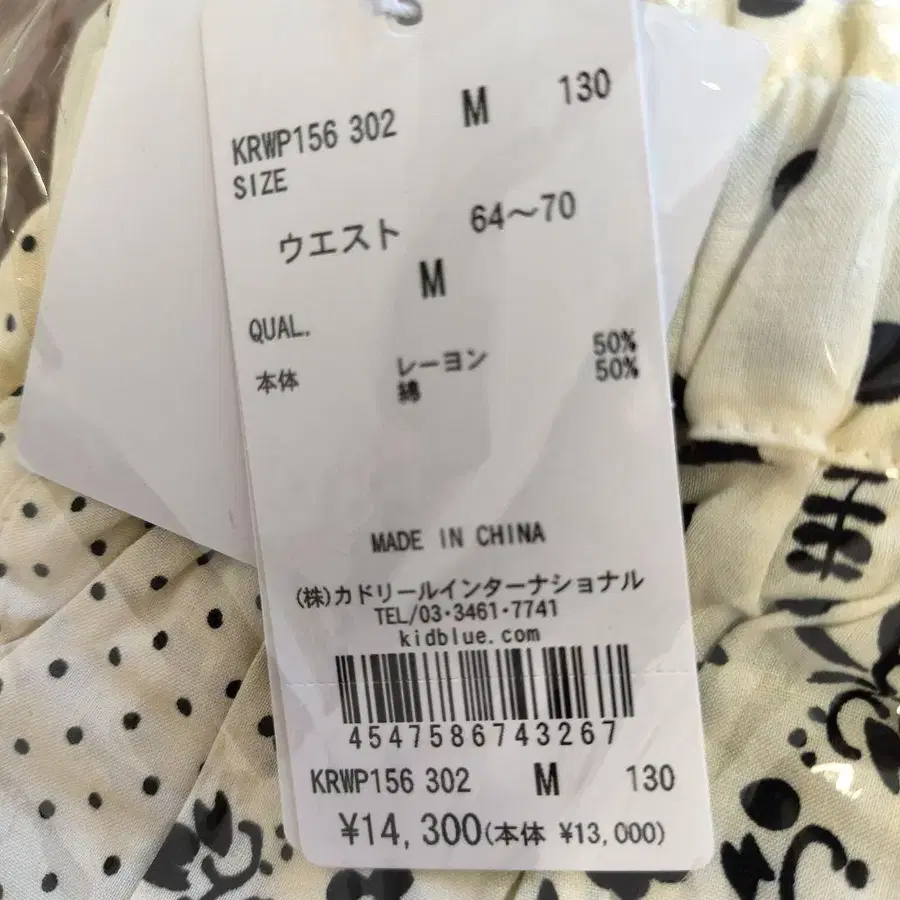 KRWP156 302 M 130
SIZE
ウエスト 64～70
M
QUAL.
本体 レーヨン 50%
綿 50%
MADE IN CHINA
(株)カドリールインターナショナル
TEL/03・3461・7741
kidblue.com
4547586743267
KRWP156 302 M 130
¥14,300(本体 ¥13,000)